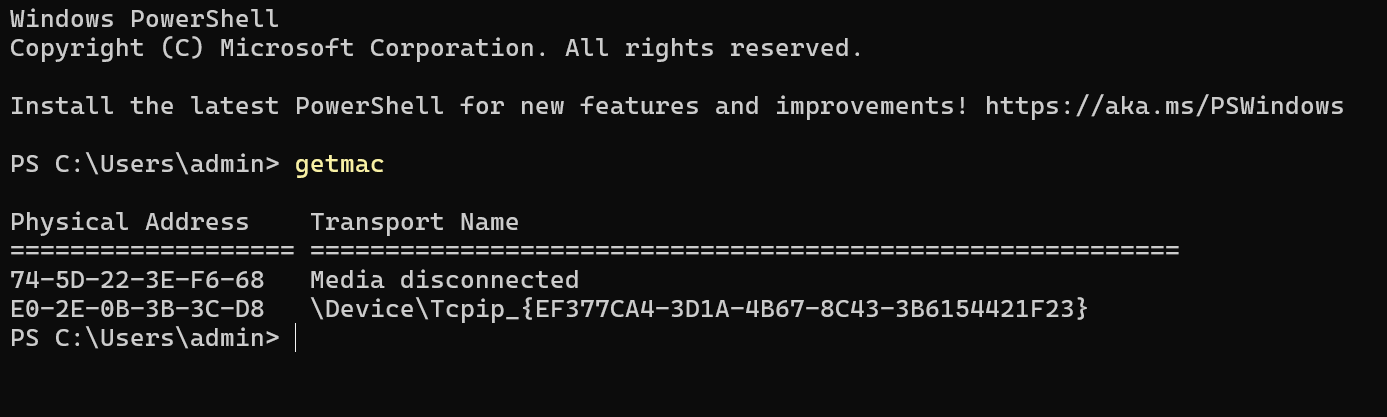 Windows PowerShell
Copyright (C) Microsoft Corporation. All rights reserved.
Install the latest PowerShell for new features and improvements! https://aka.ms/PSWindows
PS C:\Users\admin> getmac
Physical Address    Transport Name
=================== ==========================================================
74-5D-22-3E-F6-68   Media disconnected
E0-2E-0B-3B-3C-D8   \Device\Tcpip_{EF377CA4-3D1A-4B67-8C43-3B6154421F23}
PS C:\Users\admin>